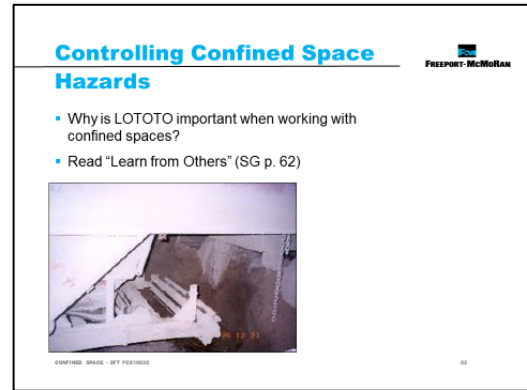 Controlling Confined Space
Hazards
FREEPORT-MCMORAN
▪ Why is LOTOTO important when working with
confined spaces?
▪ Read “Learn from Others” (SG p. 62)
CONFINED SPACE - SFT FCX1003C